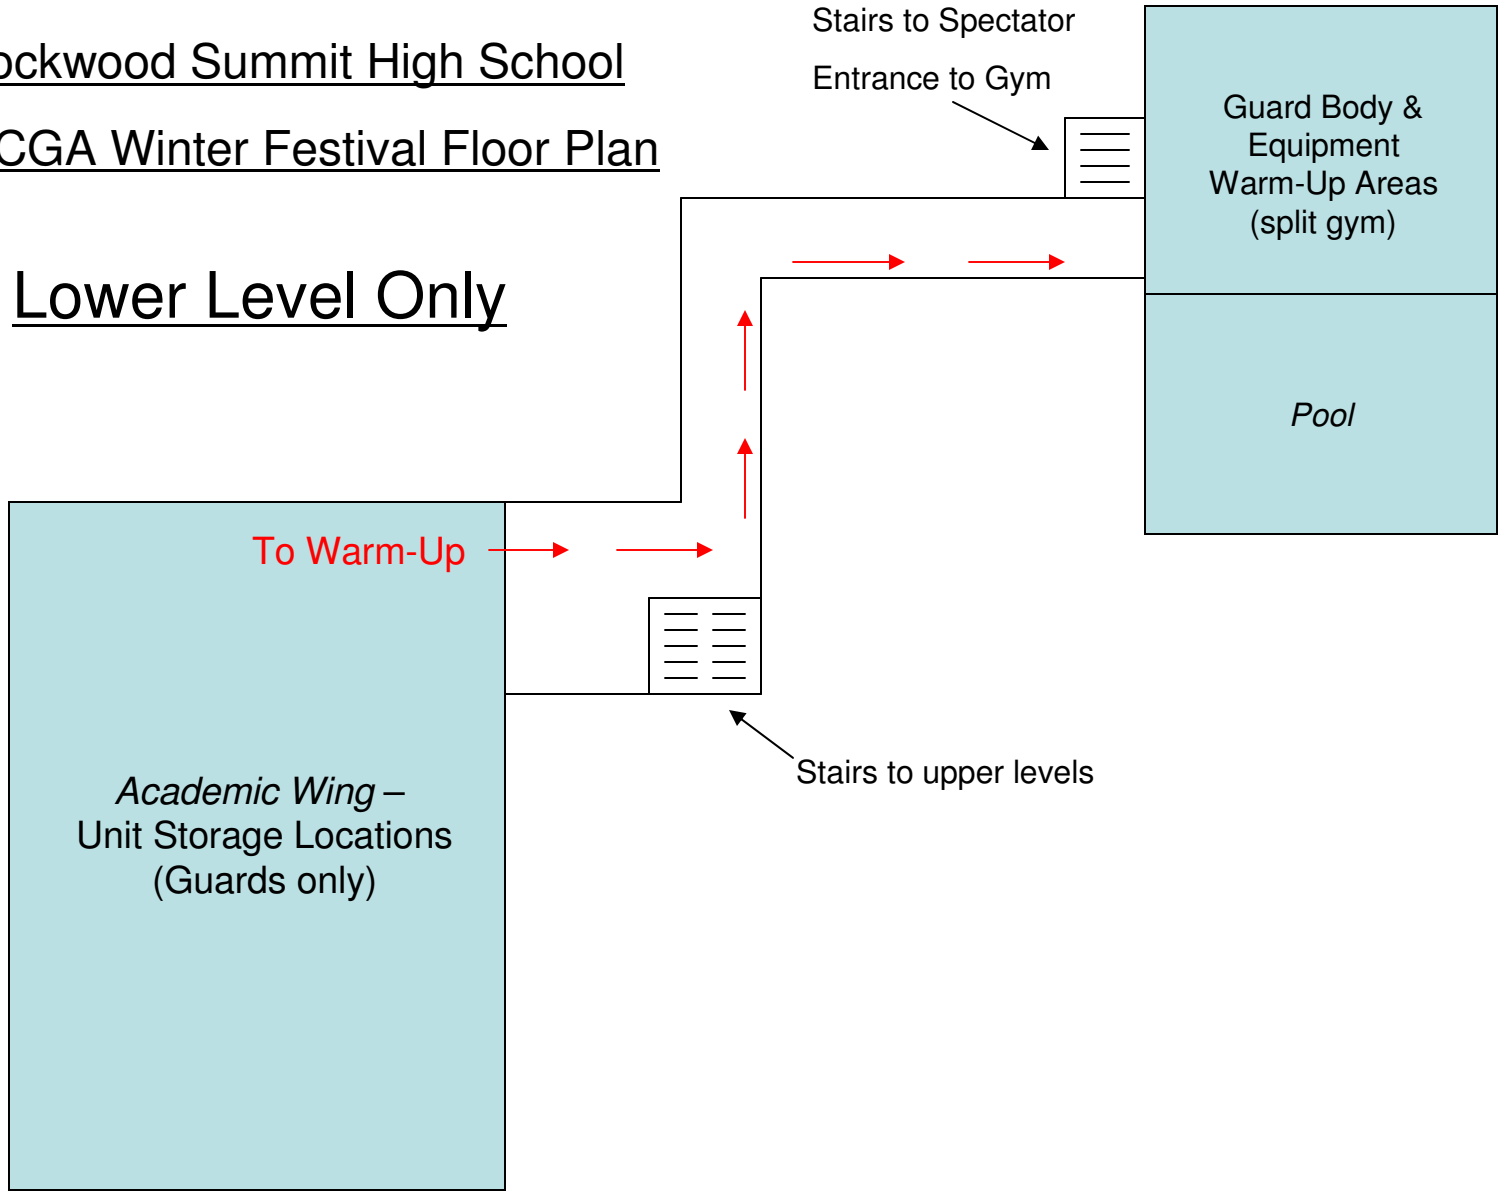 ockwood Summit High School
CGA Winter Festival Floor Plan
Lower Level Only
Stairs to Spectator
Entrance to Gym
Guard Body &
Equipment
Warm-Up Areas
(split gym)
Pool
To Warm-Up
Stairs to upper levels
Academic Wing –
Unit Storage Locations
(Guards only)